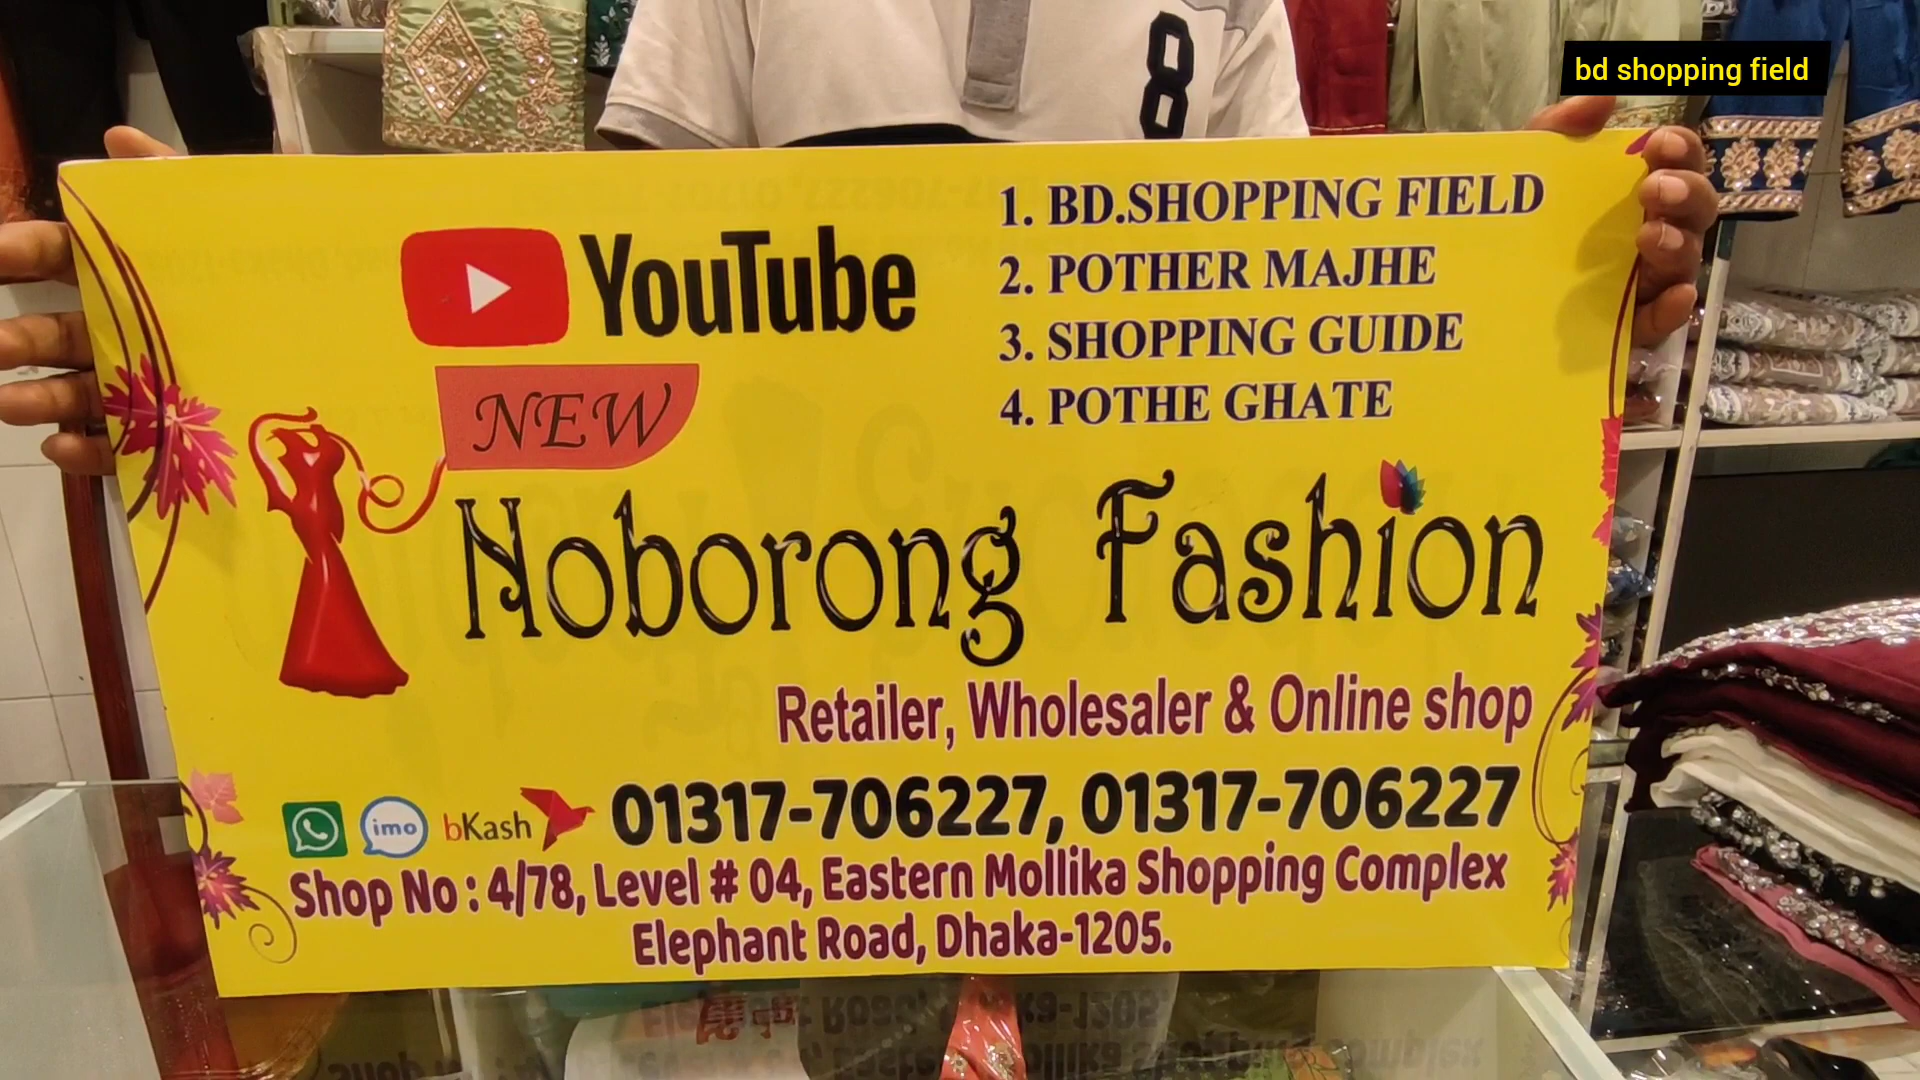 bd shopping field
8
YouTube
1. BD.SHOPPING FIELD
2. POTHER MAJHE
3. SHOPPING GUIDE
4. POTHE GHATE
NEW
Noborong Fashion
Retailer, Wholesaler & Online shop
imo bKash 01317-706227, 01317-706227
Shop No : 4/78, Level # 04, Eastern Mollika Shopping Complex
Elephant Road, Dhaka-1205.